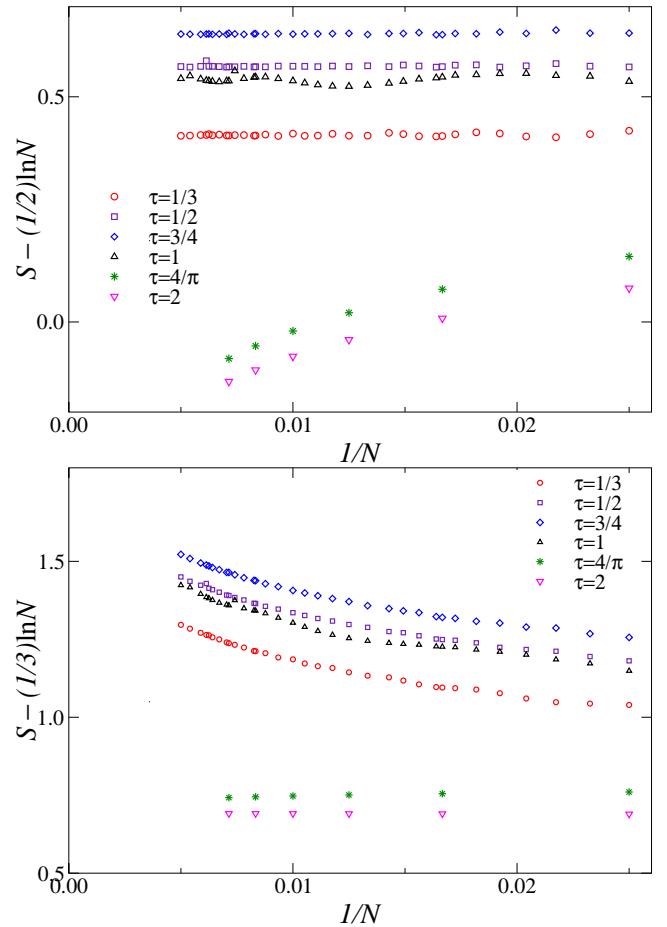 S – (1/2)lnN
0.5
0.0
τ=1/3
τ=1/2
τ=3/4
τ=1
τ=4/π
τ=2
0.00
0.01
0.02
1/N
S – (1/3)lnN
1.5
1.0
0.5
τ=1/3
τ=1/2
τ=3/4
τ=1
τ=4/π
τ=2
0.00
0.01
0.02
1/N